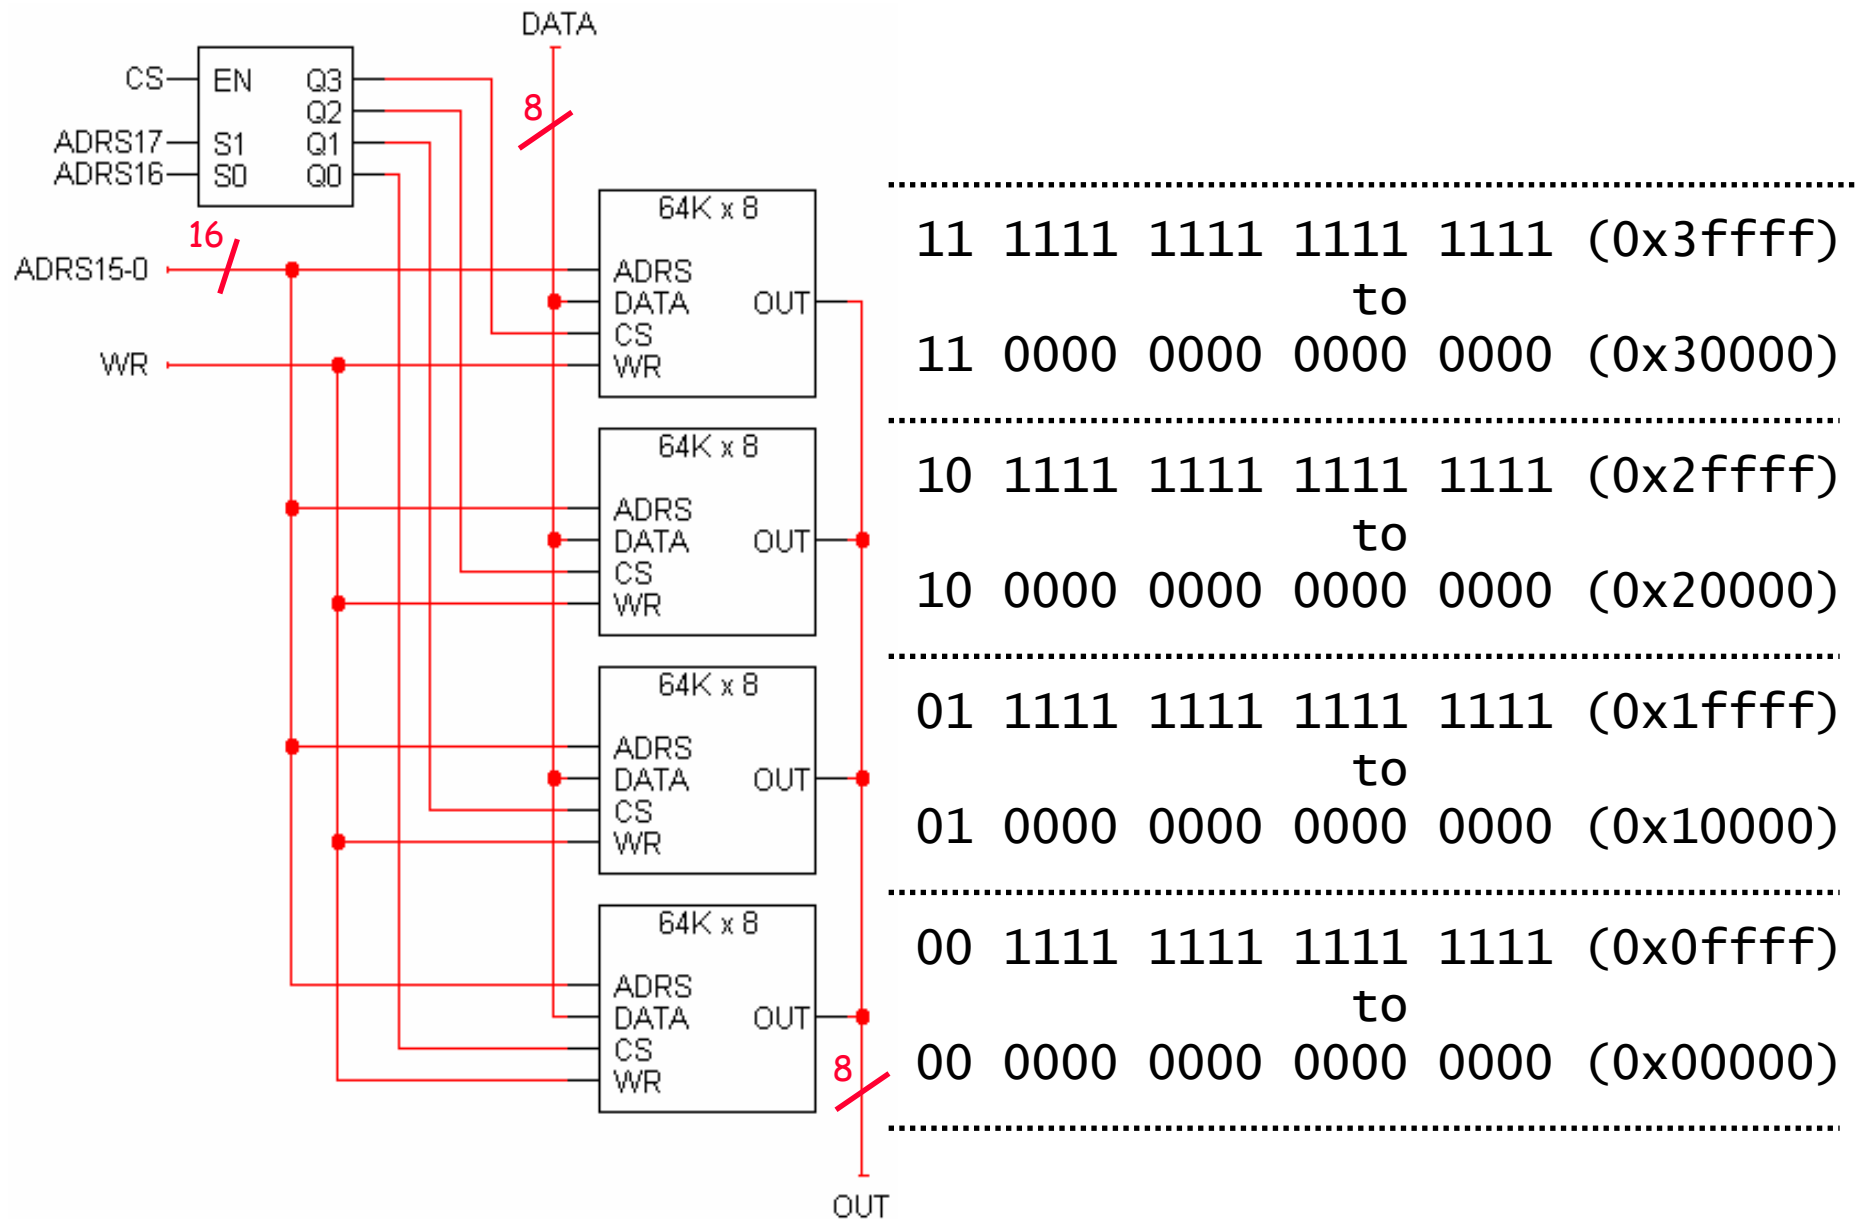 DATA
CS EN Q3
Q2
ADRS17 S1 Q1
ADRS16 S0 Q0
8
16
ADRS15-0
WR
64K x 8
ADRS
DATA OUT
CS
WR
11 1111 1111 1111 1111 (0x3ffff)
to
11 0000 0000 0000 0000 (0x30000)
64K x 8
ADRS
DATA OUT
CS
WR
10 1111 1111 1111 1111 (0x2ffff)
to
10 0000 0000 0000 0000 (0x20000)
64K x 8
ADRS
DATA OUT
CS
WR
01 1111 1111 1111 1111 (0x1ffff)
to
01 0000 0000 0000 0000 (0x10000)
64K x 8
ADRS
DATA OUT
CS
WR
00 1111 1111 1111 1111 (0x0ffff)
to
00 0000 0000 0000 0000 (0x00000)
8
OUT